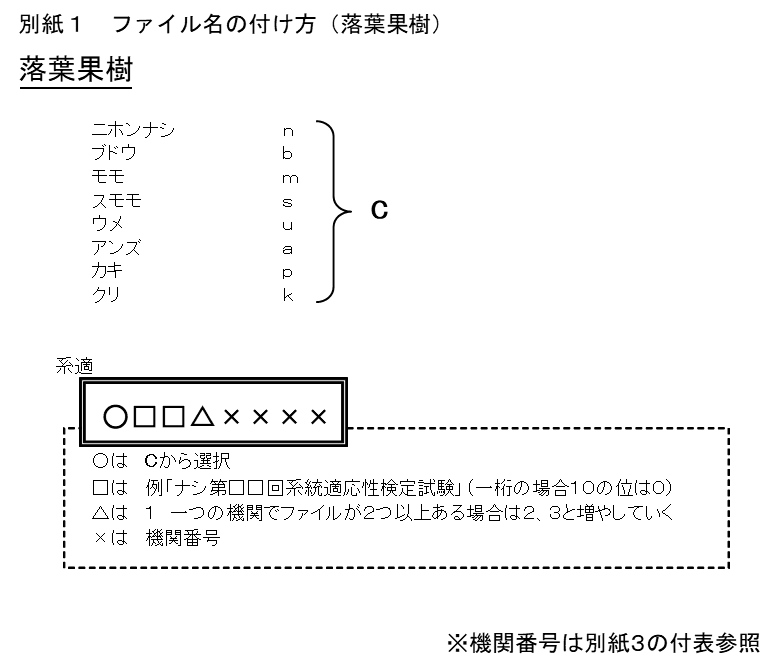 別紙1　ファイル名の付け方（落葉果樹）
落葉果樹
ニホンナシ　n
ブドウ　b
モモ　m
スモモ　s
ウメ　u
アンズ　a
カキ　p
クリ　k
C
系適
○□□△××××
○は　Cから選択
□は　例「ナシ第□□回系統適応性検定試験」（一桁の場合10の位は0）
△は　1　一つの機関でファイルが2つ以上ある場合は2、3と増やしていく
×は　機関番号
※機関番号は別紙3の付表参照